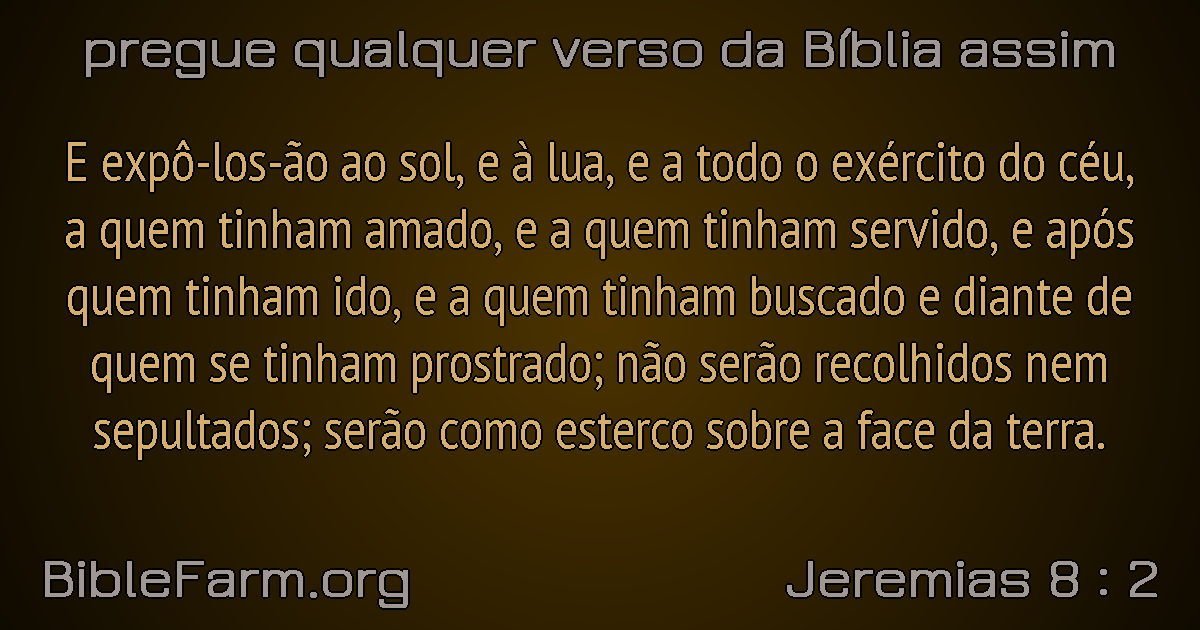 pregue qualquer verso da Bíblia assim
E expô-los-ão ao sol, e à lua, e a todo o exército do céu,
a quem tinham amado, e a quem tinham servido, e após
quem tinham ido, e a quem tinham buscado e diante de
quem se tinham prostrado; não serão recolhidos nem
sepultados; serão como esterco sobre a face da terra.
BibleFarm.org
Jeremias 8 : 2